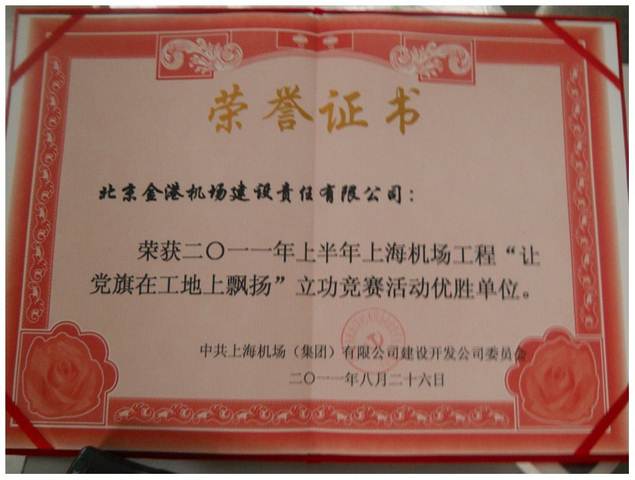 荣誉证书
北京金港机场建设责任有限公司：
荣获二〇一一年上半年上海机场工程“让
党旗在工地上飘扬”立功竞赛活动优胜单位。
中共上海机场（集团）有限公司建设开发公司委员会
二〇一一年八月二十六日